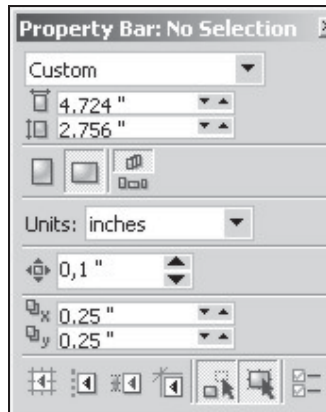 Property Bar: No Selection
Custom
4.724 "
2.756 "
Units: inches
0,1 "
x 0.25 "
y 0.25 "